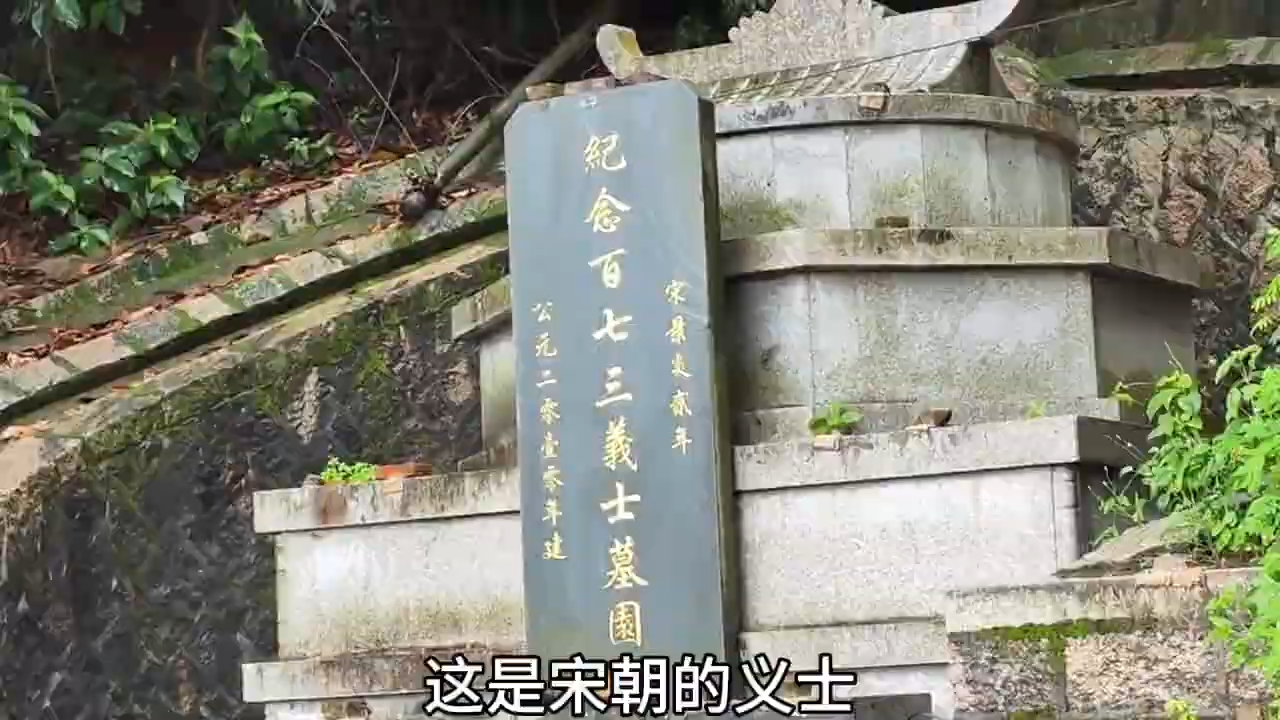 宋景炎貳年
紀念百七三義士墓園
公元二零壹零年建
这是宋朝的义士